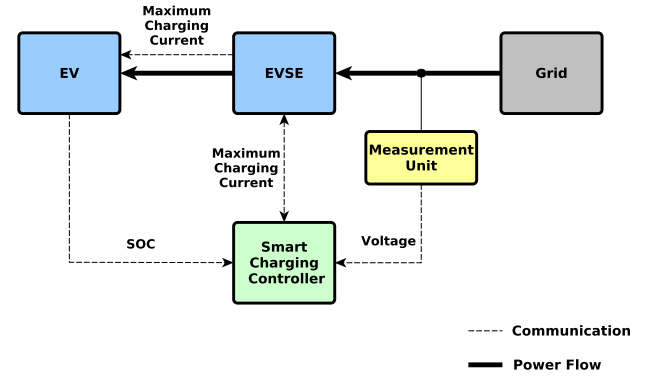 Maximum
Charging
Current
EV
EVSE
Grid
Measurement
Unit
Maximum
Charging
Current
SOC
Voltage
Smart
Charging
Controller
Communication
Power Flow